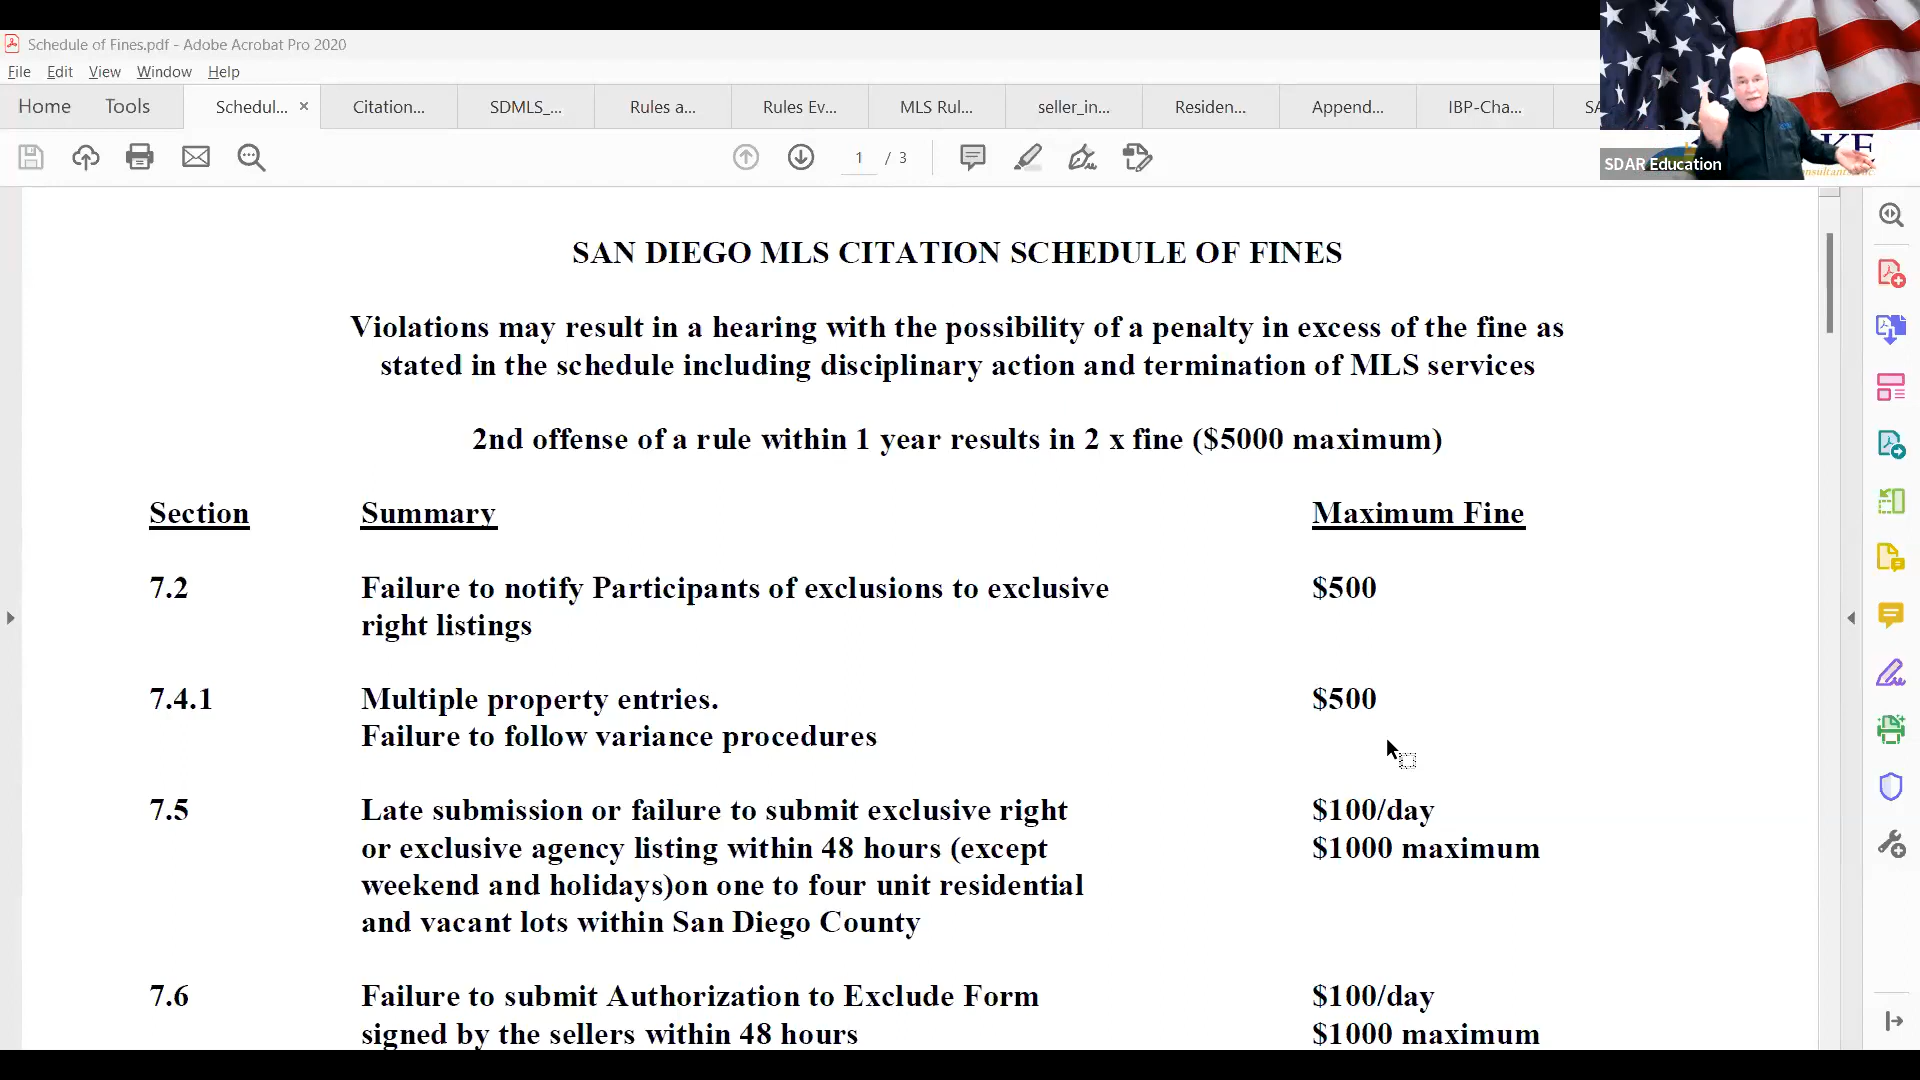 Schedule of Fines.pdf - Adobe Acrobat Pro 2020
File Edit View Window Help
Home Tools Schedul... × Citation... SDMLS_... Rules a... Rules Ev... MLS Rul... seller_in... Residen... Append... IBP-Cha... SA
KE
SDAR Education
onsultants, Inc.
1 / 3
SAN DIEGO MLS CITATION SCHEDULE OF FINES
Violations may result in a hearing with the possibility of a penalty in excess of the fine as
stated in the schedule including disciplinary action and termination of MLS services
2nd offense of a rule within 1 year results in 2 x fine ($5000 maximum)
Section Summary Maximum Fine
7.2 Failure to notify Participants of exclusions to exclusive $500
right listings
7.4.1 Multiple property entries. $500
Failure to follow variance procedures
7.5 Late submission or failure to submit exclusive right $100/day
or exclusive agency listing within 48 hours (except $1000 maximum
weekend and holidays)on one to four unit residential
and vacant lots within San Diego County
7.6 Failure to submit Authorization to Exclude Form $100/day
signed by the sellers within 48 hours $1000 maximum